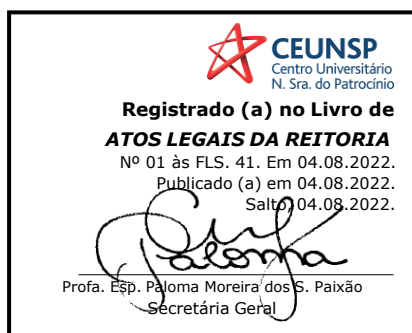 CEUNSP
Centro Universitário
N. Sra. do Patrocínio
Registrado (a) no Livro de
ATOS LEGAIS DA REITORIA
Nº 01 às FLS. 41. Em 04.08.2022.
Publicado (a) em 04.08.2022.
Salto, 04.08.2022.
Paloma
Profa. Esp. Paloma Moreira dos S. Paixão
Secretária Geral